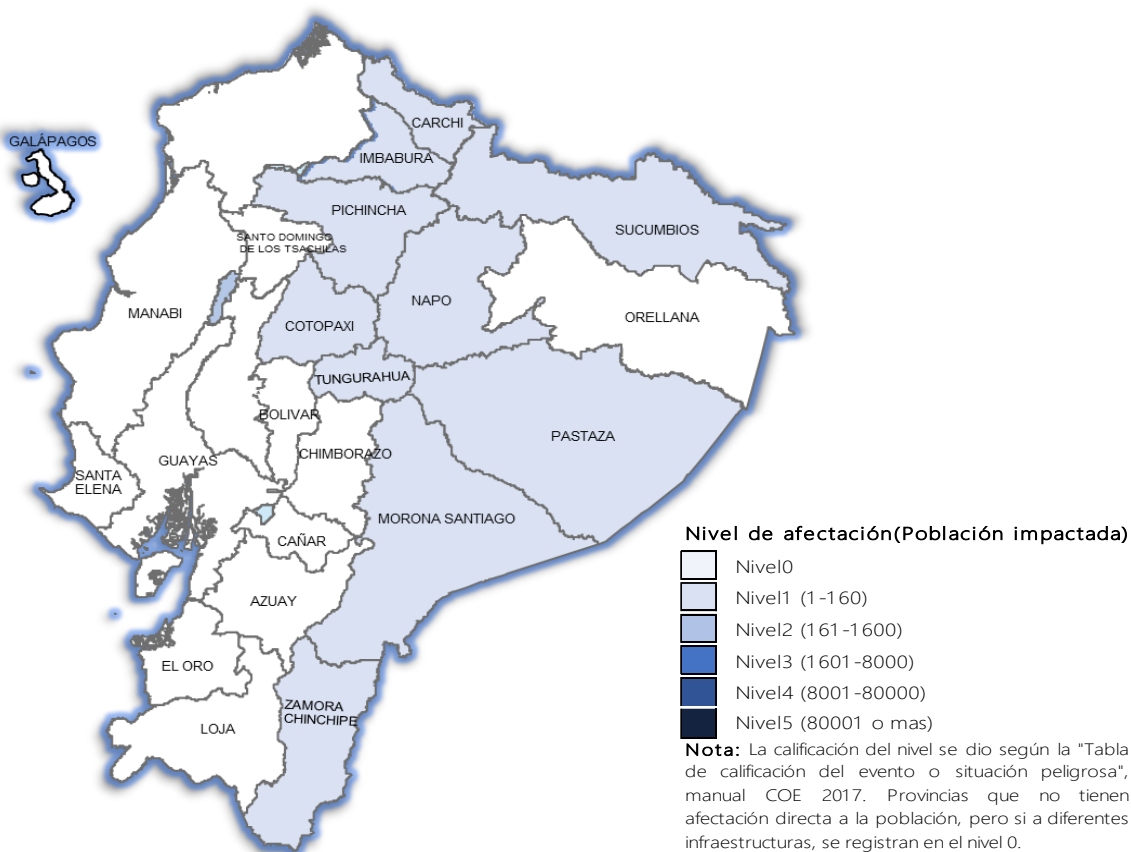 GALÁPAGOS
CARCHI
IMBABURA
PICHINCHA
SUCUMBIOS
SANTO DOMINGO
DE LOS TSACHILAS
NAPO
MANABI
ORELLANA
COTOPAXI
TUNGURAHUA
BOLIVAR
PASTAZA
CHIMBORAZO
GUAYAS
SANTA
ELENA
MORONA SANTIAGO
CAÑAR
AZUAY
EL ORO
ZAMORA
CHINCHIPE
LOJA
Nivel de afectación(Población impactada)
Nivel0
Nivel1 (1-160)
Nivel2 (161-1600)
Nivel3 (1601-8000)
Nivel4 (8001-80000)
Nivel5 (80001 o mas)
Nota: La calificación del nivel se dio según la "Tabla
de calificación del evento o situación peligrosa",
manual COE 2017. Provincias que no tienen
afectación directa a la población, pero si a diferentes
infraestructuras, se registran en el nivel 0.